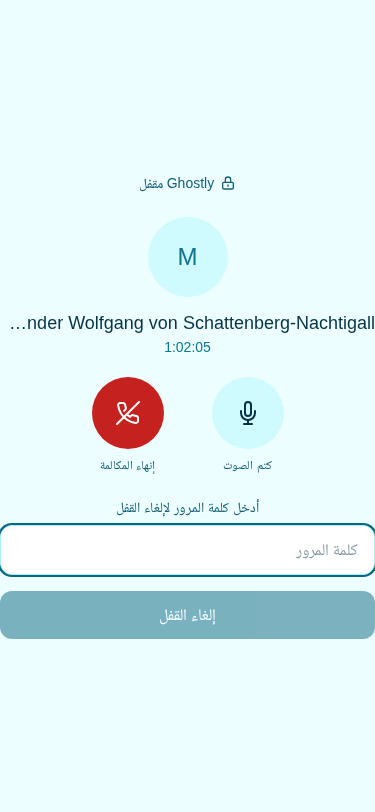 Ghostly مقفل
M
…nder Wolfgang von Schattenberg-Nachtigall
1:02:05
كتم الصوت
إنهاء المكالمة
أدخل كلمة المرور لإلغاء القفل
كلمة المرور
إلغاء القفل